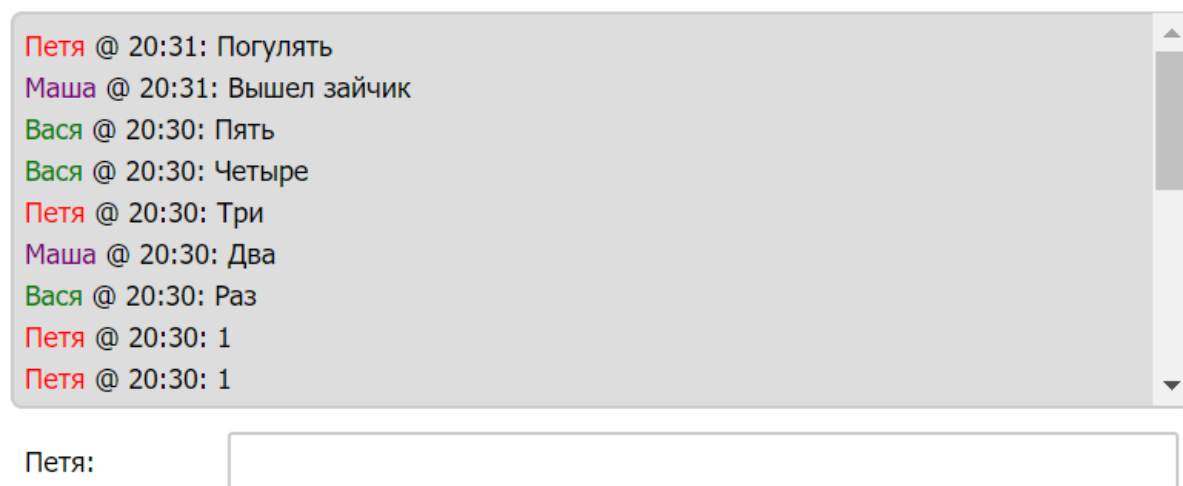 Петя @ 20:31: Погулять
Маша @ 20:31: Вышел зайчик
Вася @ 20:30: Пять
Вася @ 20:30: Четыре
Петя @ 20:30: Три
Маша @ 20:30: Два
Вася @ 20:30: Раз
Петя @ 20:30: 1
Петя @ 20:30: 1
Петя: